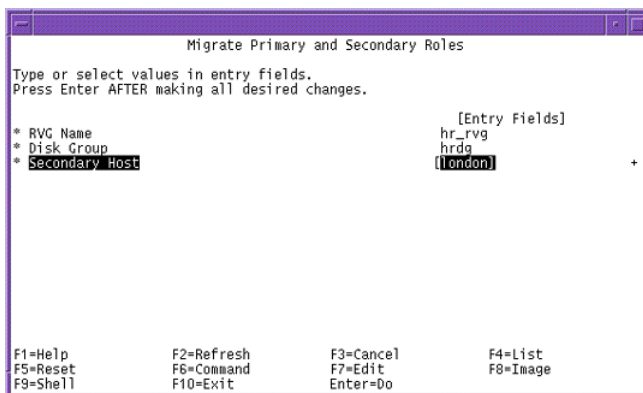 Migrate Primary and Secondary Roles
Type or select values in entry fields.
Press Enter AFTER making all desired changes.
[Entry Fields]
* RVG Name hr_rvg
* Disk Group hrdg
* Secondary Host [london] +
F1=Help F2=Refresh F3=Cancel F4=List
F5=Reset F6=Command F7=Edit F8=Image
F9=Shell F10=Exit Enter=Do